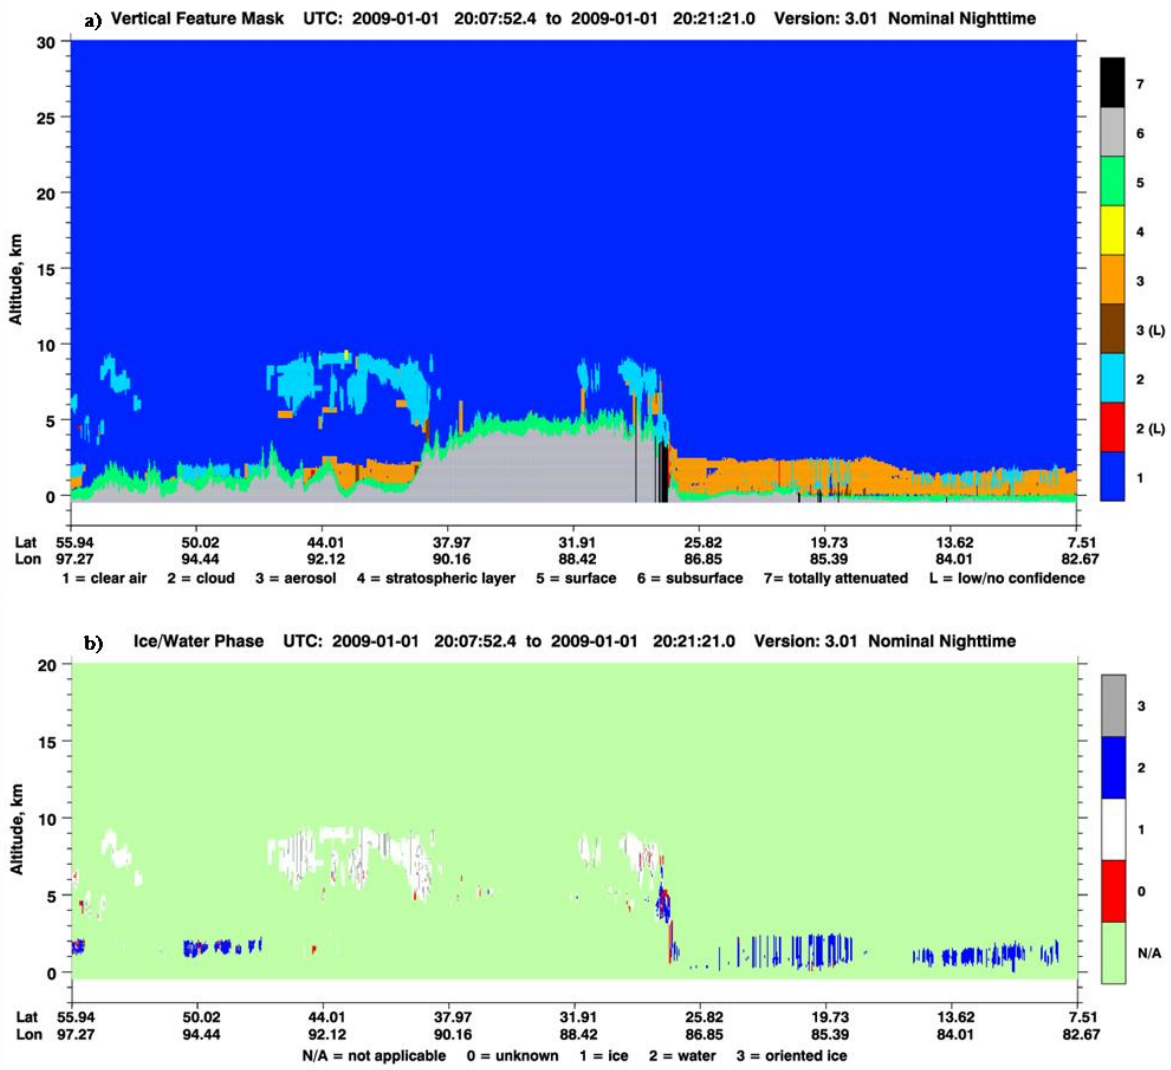 a) Vertical Feature Mask UTC: 2009-01-01 20:07:52.4 to 2009-01-01 20:21:21.0 Version: 3.01 Nominal Nighttime
30
25
20
15
10
5
0
Altitude, km
7
6
5
4
3
3 (L)
2
2 (L)
1
Lat 55.94 50.02 44.01 37.97 31.91 25.82 19.73 13.62 7.51
Lon 97.27 94.44 92.12 90.16 88.42 86.85 85.39 84.01 82.67
1 = clear air 2 = cloud 3 = aerosol 4 = stratospheric layer 5 = surface 6 = subsurface 7= totally attenuated L = low/no confidence
b) Ice/Water Phase UTC: 2009-01-01 20:07:52.4 to 2009-01-01 20:21:21.0 Version: 3.01 Nominal Nighttime
20
15
10
5
0
Altitude, km
3
2
1
0
N/A
Lat 55.94 50.02 44.01 37.97 31.91 25.82 19.73 13.62 7.51
Lon 97.27 94.44 92.12 90.16 88.42 86.85 85.39 84.01 82.67
N/A = not applicable 0 = unknown 1 = ice 2 = water 3 = oriented ice